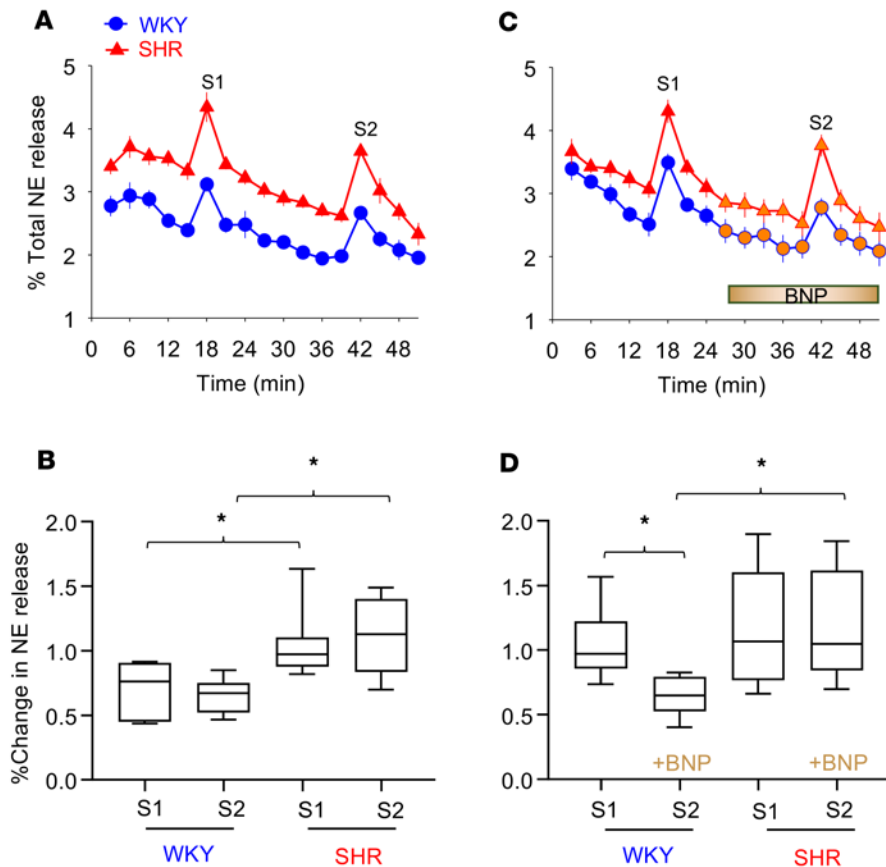 A
WKY
SHR
% Total NE release
5
4
3
2
1
S1
S2
0 6 12 18 24 30 36 42 48
Time (min)
C
5
4
3
2
1
S1
S2
BNP
0 6 12 18 24 30 36 42 48
Time (min)
B
%Change in NE release
2.0
1.5
1.0
0.5
0.0
*
*
S1 S2 S1 S2
WKY SHR
D
2.0
1.5
1.0
0.5
0.0
*
*
+BNP +BNP
S1 S2 S1 S2
WKY SHR